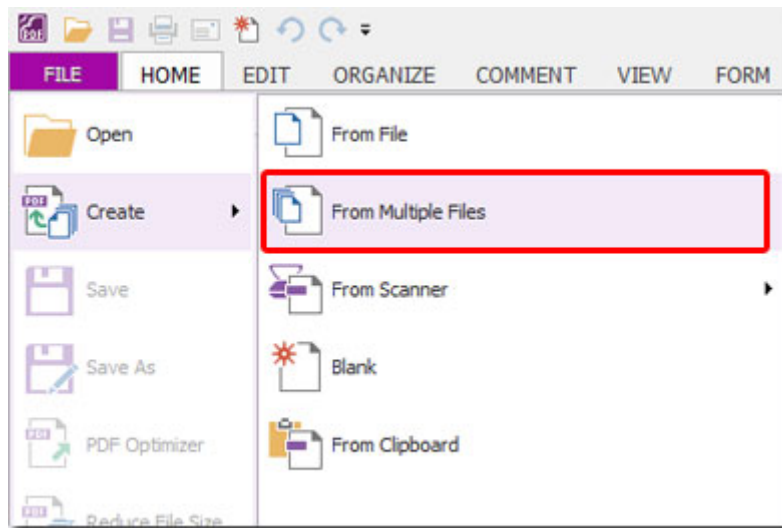 FILE HOME EDIT ORGANIZE COMMENT VIEW FORM
Open
Create
Save
Save As
PDF Optimizer
Reduce File Size
From File
From Multiple Files
From Scanner
Blank
From Clipboard